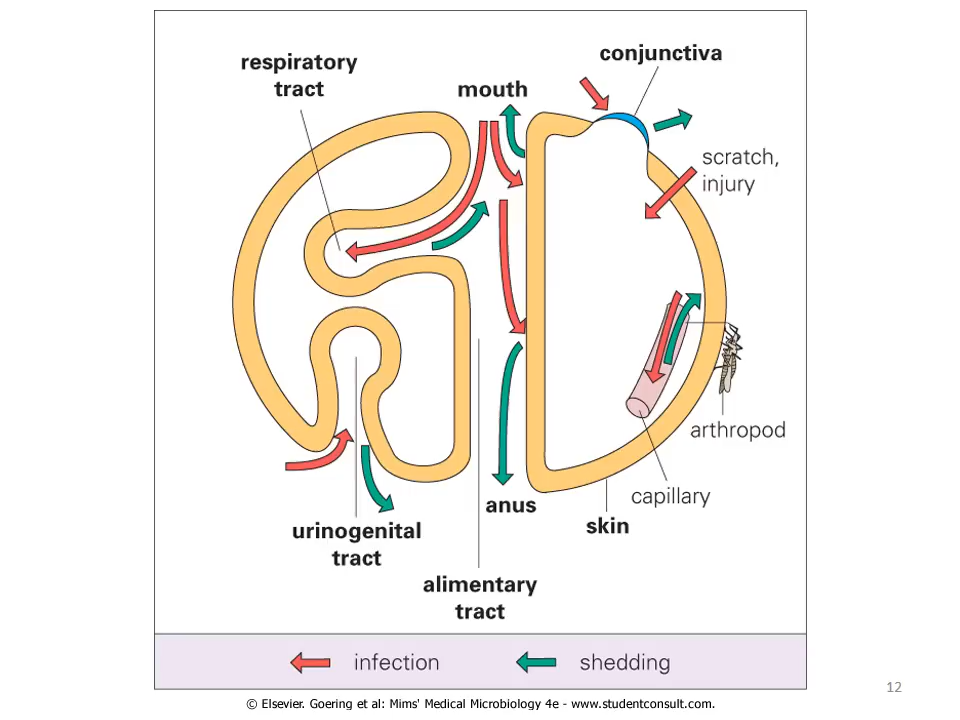 respiratory
tract
mouth
conjunctiva
scratch,
injury
arthropod
capillary
skin
anus
urinogenital
tract
alimentary
tract
infection
shedding
12
© Elsevier. Goering et al: Mims' Medical Microbiology 4e - www.studentconsult.com.